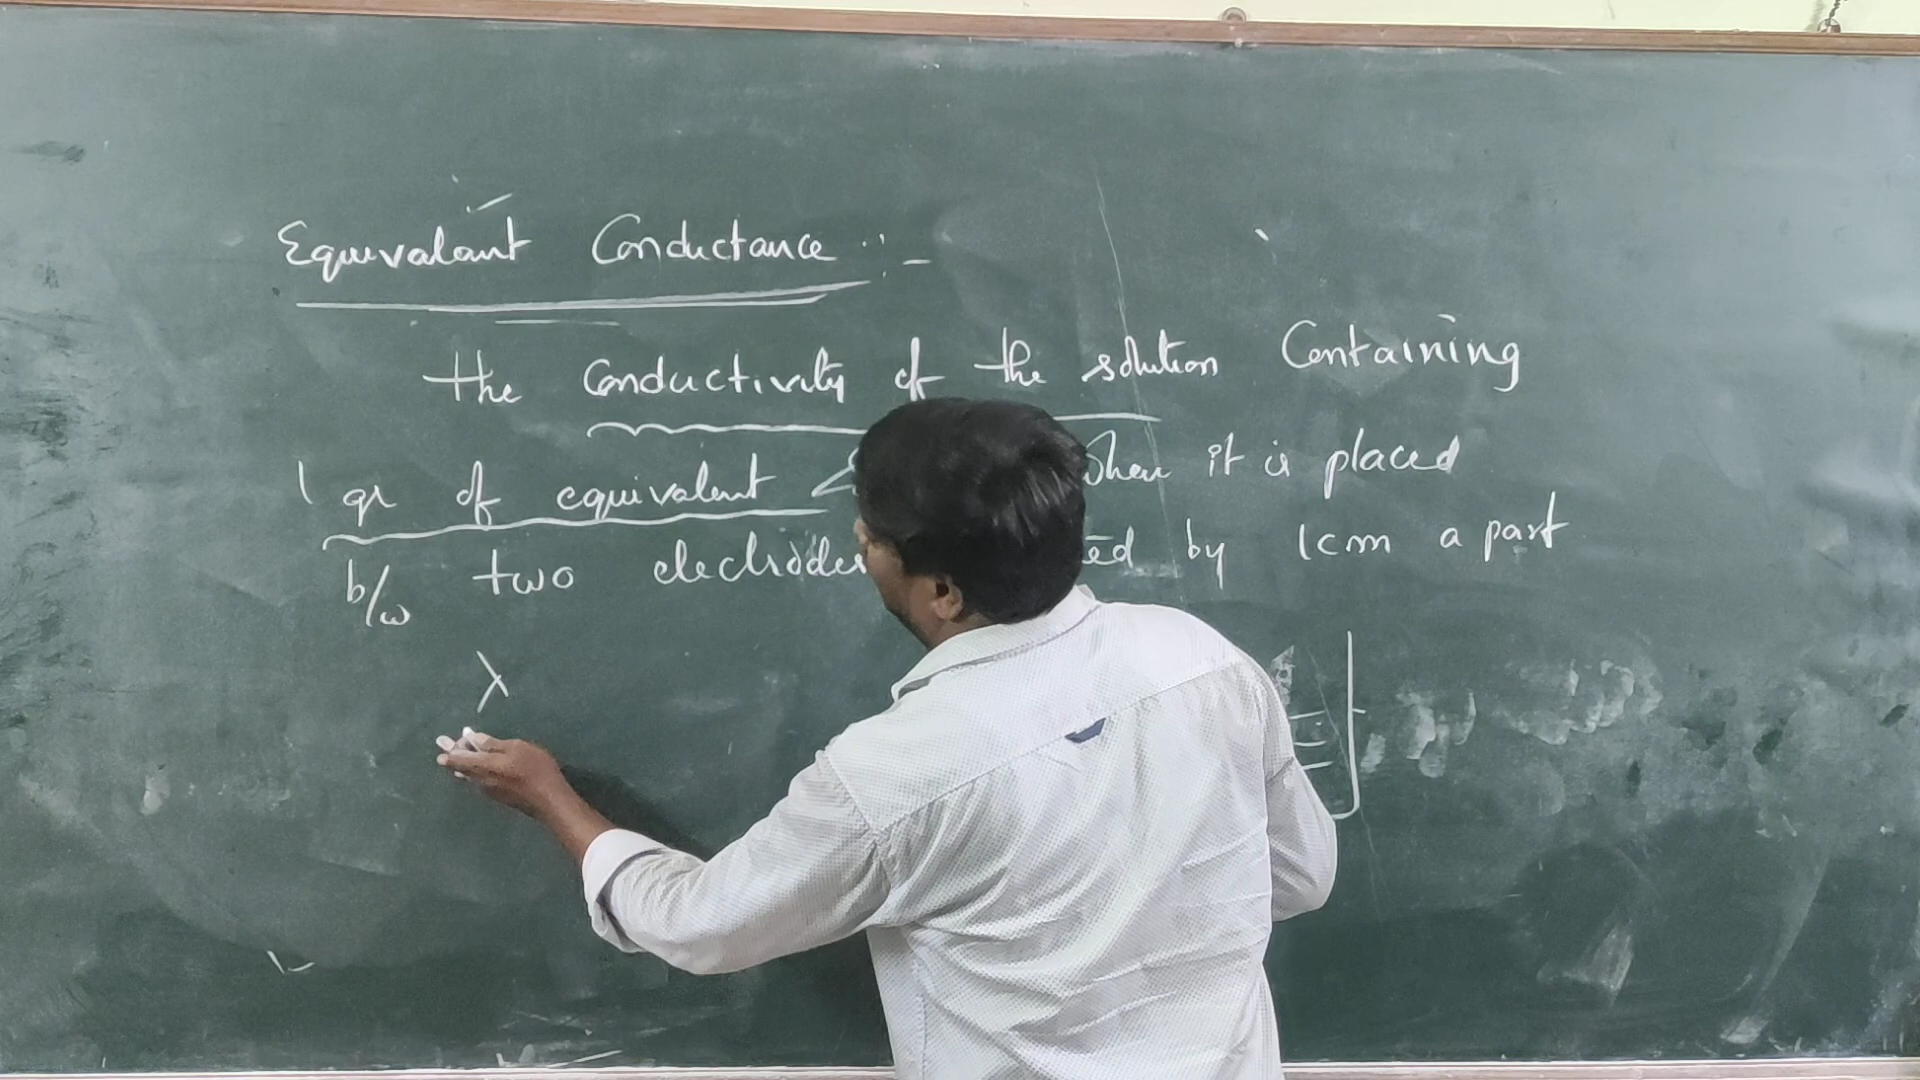 Equivalant Conductance :-
the Conductivity of the solution Containing
1 gr of equivalent when it is placed
b/w two electrodes by 1cm a part
λ